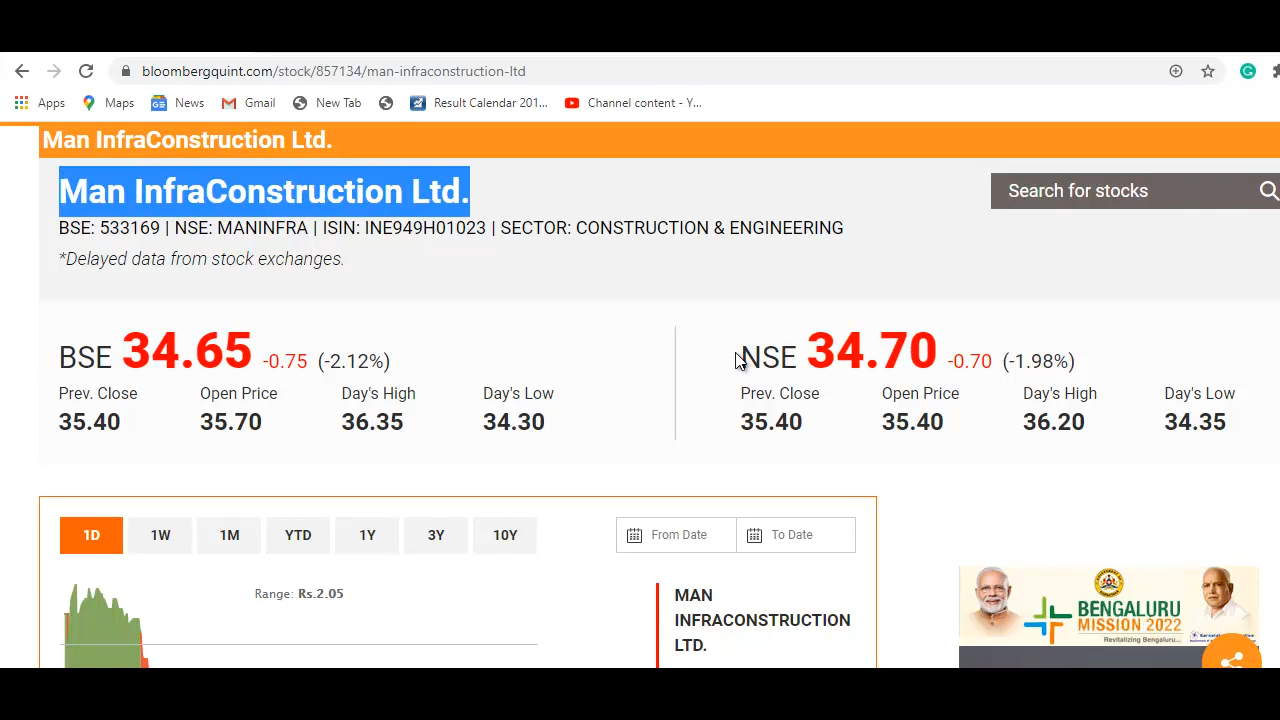 bloombergquint.com/stock/857134/man-infraconstruction-ltd
Apps Maps News Gmail New Tab Result Calendar 201... Channel content - Y...
Man InfraConstruction Ltd.
Man InfraConstruction Ltd.
Search for stocks
BSE: 533169 | NSE: MANINFRA | ISIN: INE949H01023 | SECTOR: CONSTRUCTION & ENGINEERING
*Delayed data from stock exchanges.
BSE 34.65 -0.75 (-2.12%)
Prev. Close Open Price Day's High Day's Low
35.40 35.70 36.35 34.30
NSE 34.70 -0.70 (-1.98%)
Prev. Close Open Price Day's High Day's Low
35.40 35.40 36.20 34.35
1D 1W 1M YTD 1Y 3Y 10Y
From Date To Date
Range: Rs.2.05
MAN
INFRACONSTRUCTION
LTD.
BENGALURU
MISSION 2022
Revitalizing Bengaluru...